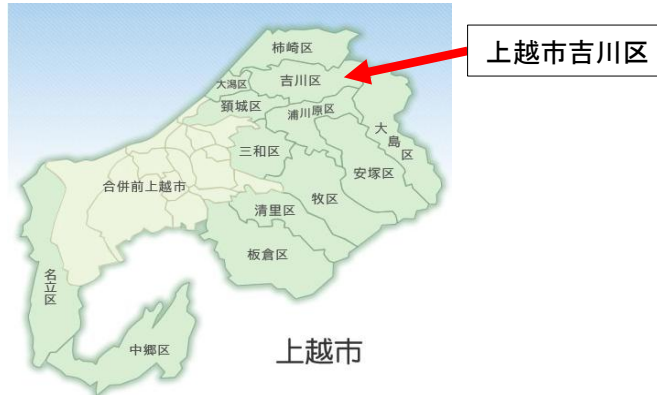 柿崎区
上越市吉川区
大潟区
吉川区
頸城区
浦川原区
大島区
三和区
安塚区
合併前上越市
牧区
清里区
板倉区
名立区
中郷区
上越市